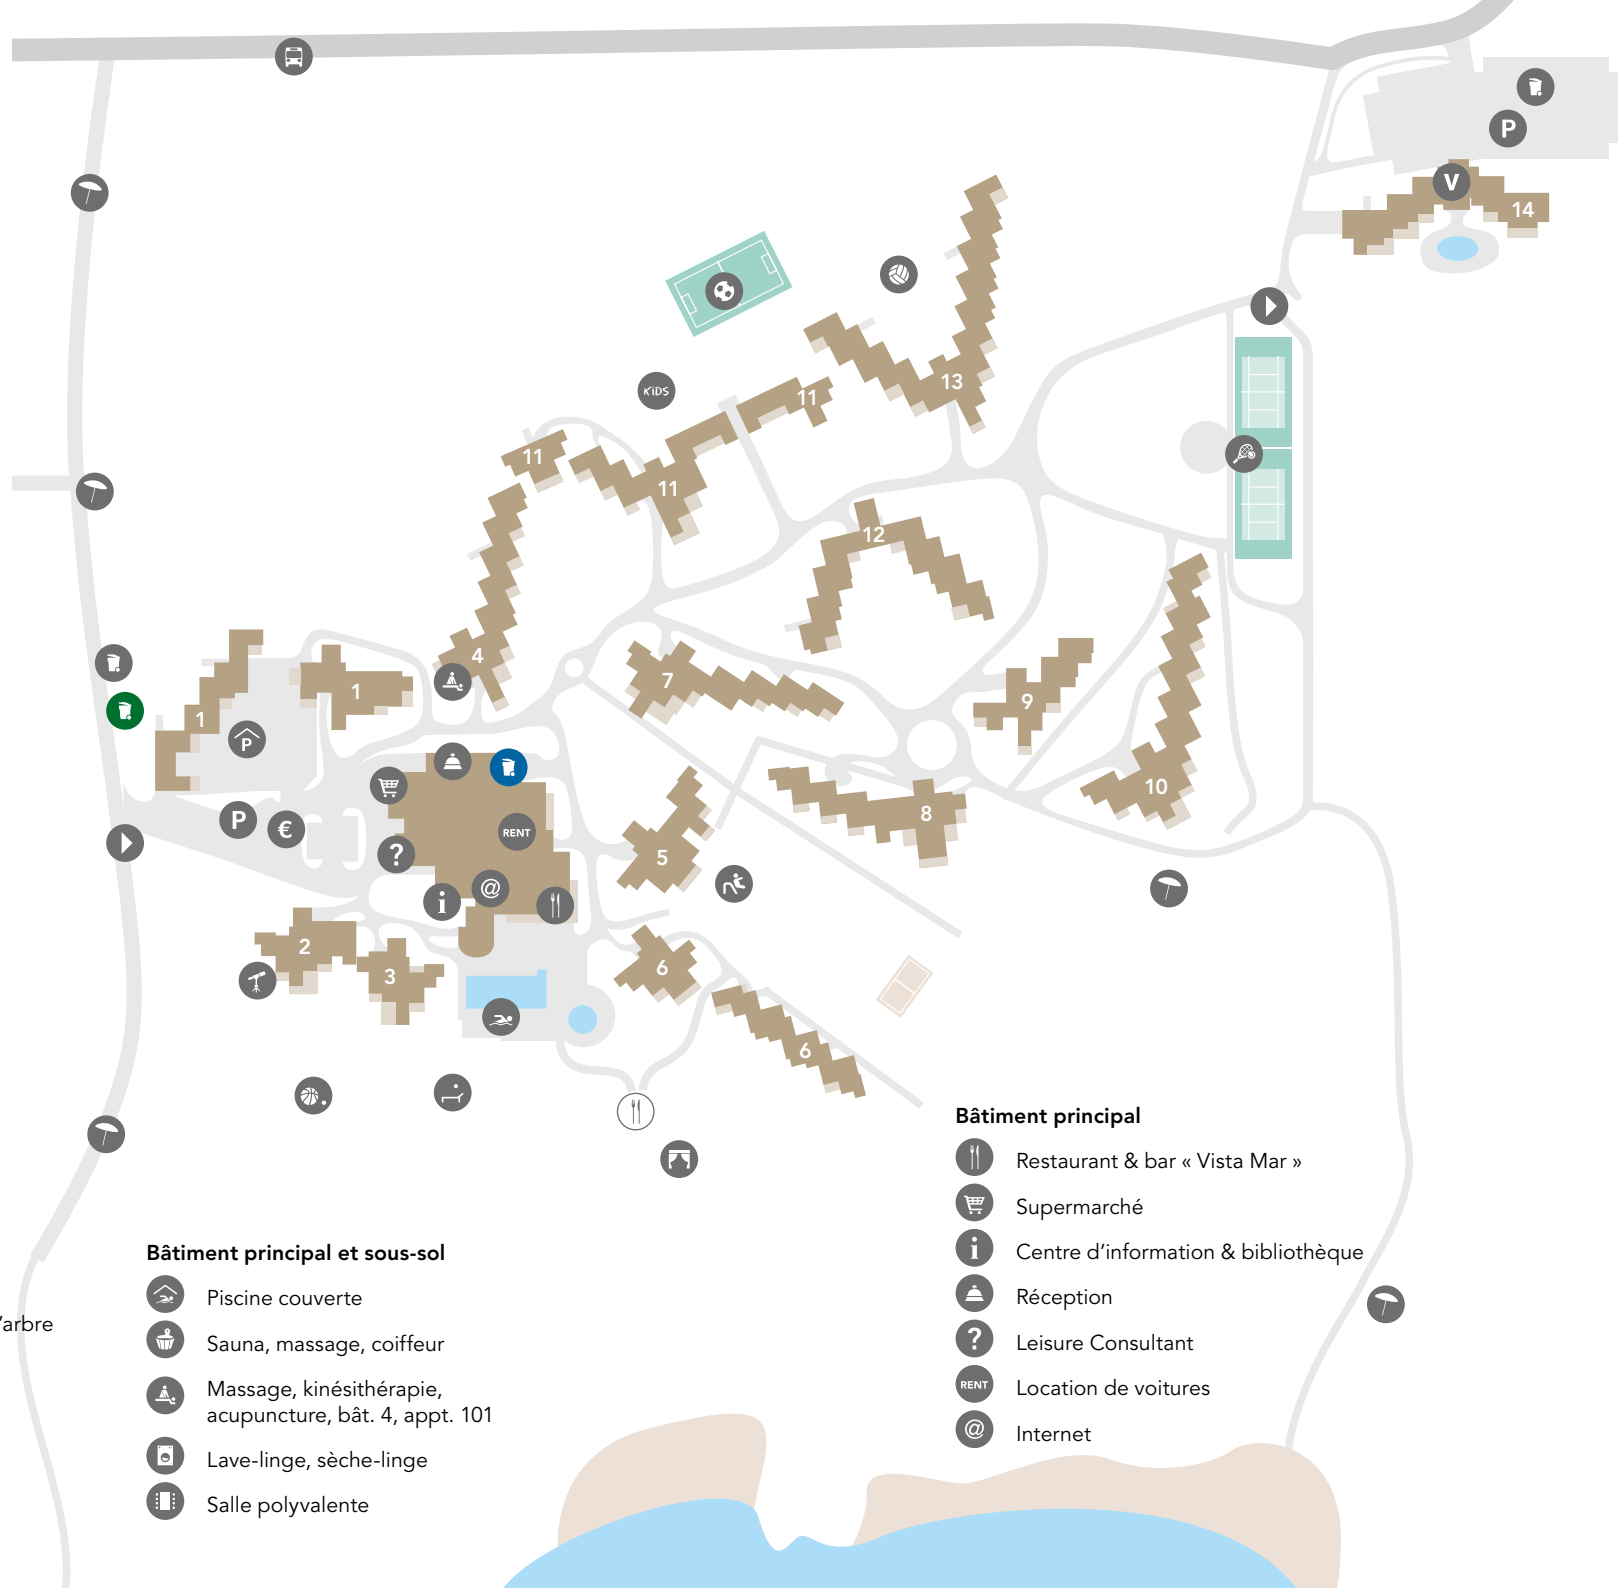 P
V
14
13
KiDS
11
11
11
12
4
1
1
7
9
10
P
8
P
€
RENT
5
?
@
i
2
3
6
6
Bâtiment principal
Restaurant & bar « Vista Mar »
Supermarché
i Centre d’information & bibliothèque
Réception
? Leisure Consultant
RENT Location de voitures
@ Internet
Bâtiment principal et sous-sol
Piscine couverte
’arbre
Sauna, massage, coiffeur
Massage, kinésithérapie,
acupuncture, bât. 4, appt. 101
Lave-linge, sèche-linge
Salle polyvalente